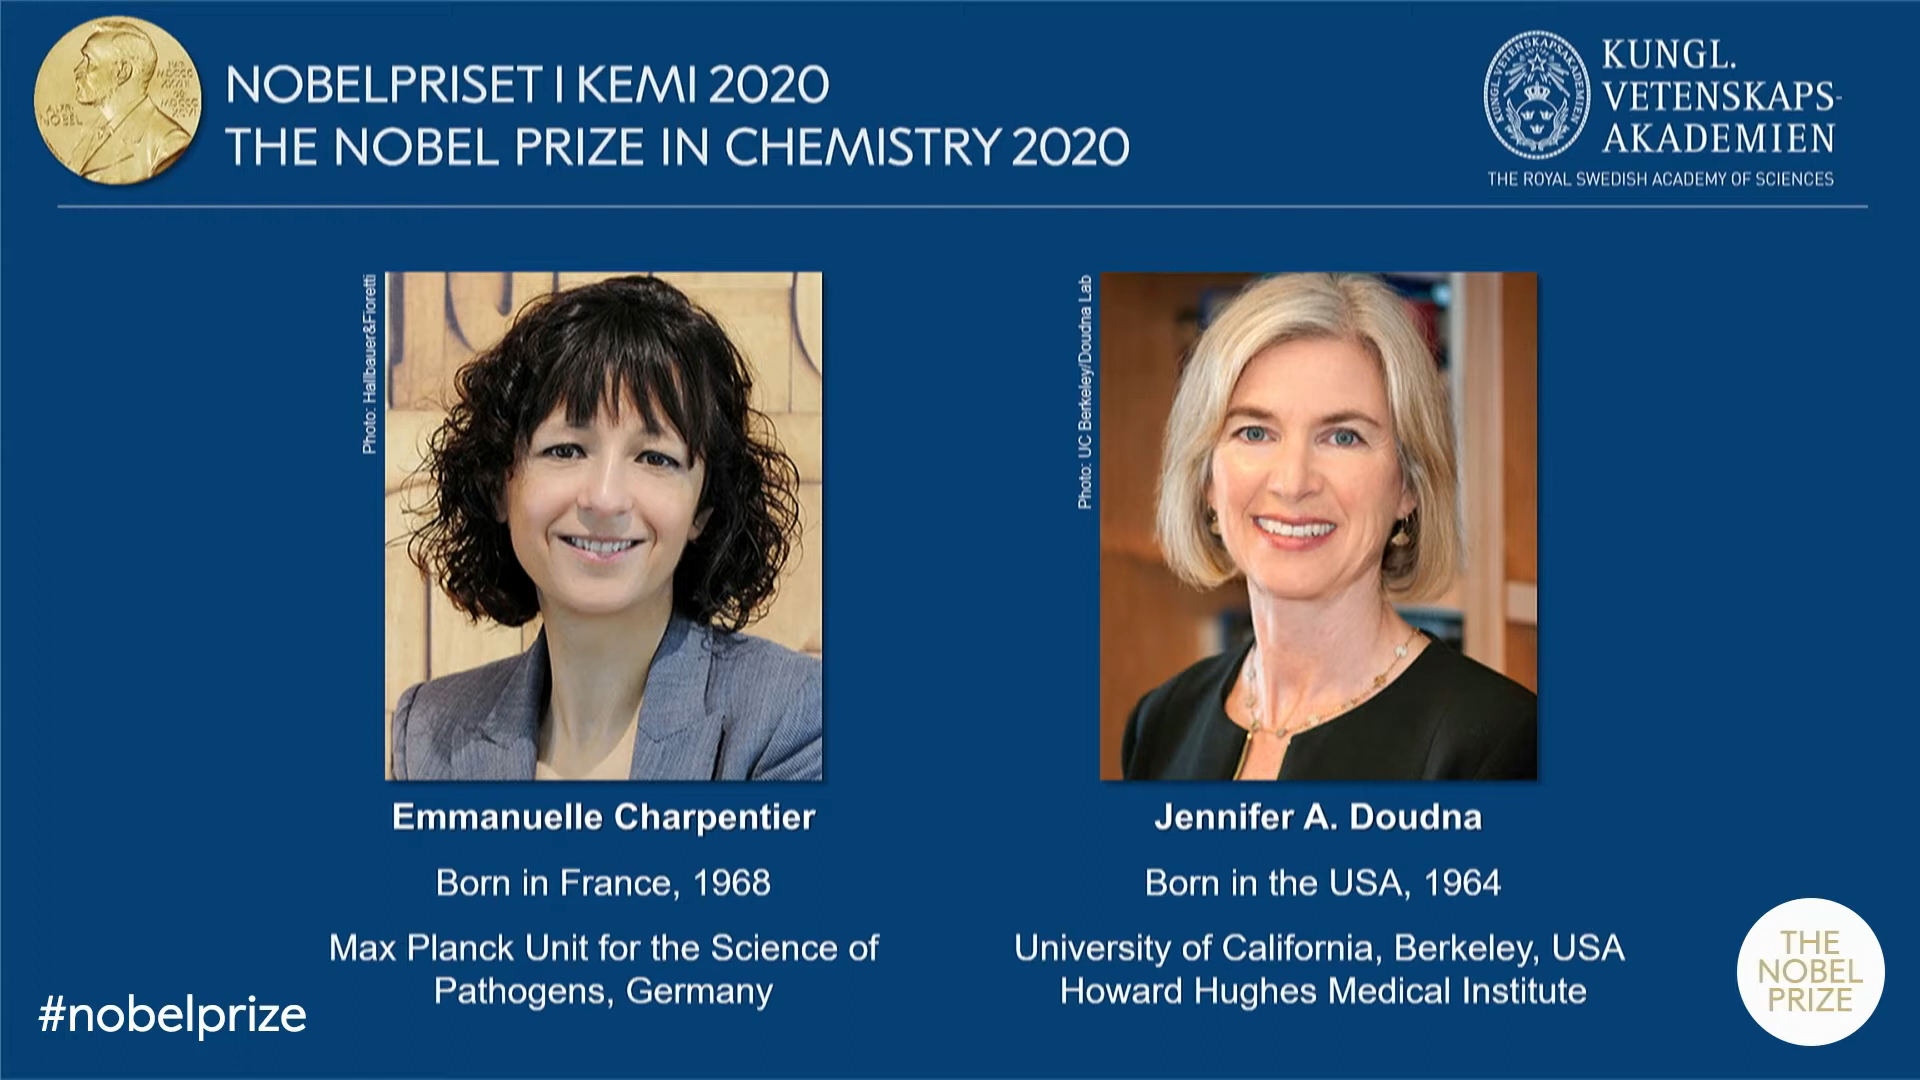 NOBELPRISET I KEMI 2020
THE NOBEL PRIZE IN CHEMISTRY 2020
KUNGL.
VETENSKAPS-
AKADEMIEN
THE ROYAL SWEDISH ACADEMY OF SCIENCES
Photo: Hallbauer&Fioretti
Photo: UC Berkeley/Doudna Lab
Emmanuelle Charpentier
Born in France, 1968
Max Planck Unit for the Science of
Pathogens, Germany
Jennifer A. Doudna
Born in the USA, 1964
University of California, Berkeley, USA
Howard Hughes Medical Institute
#nobelprize
THE
NOBEL
PRIZE